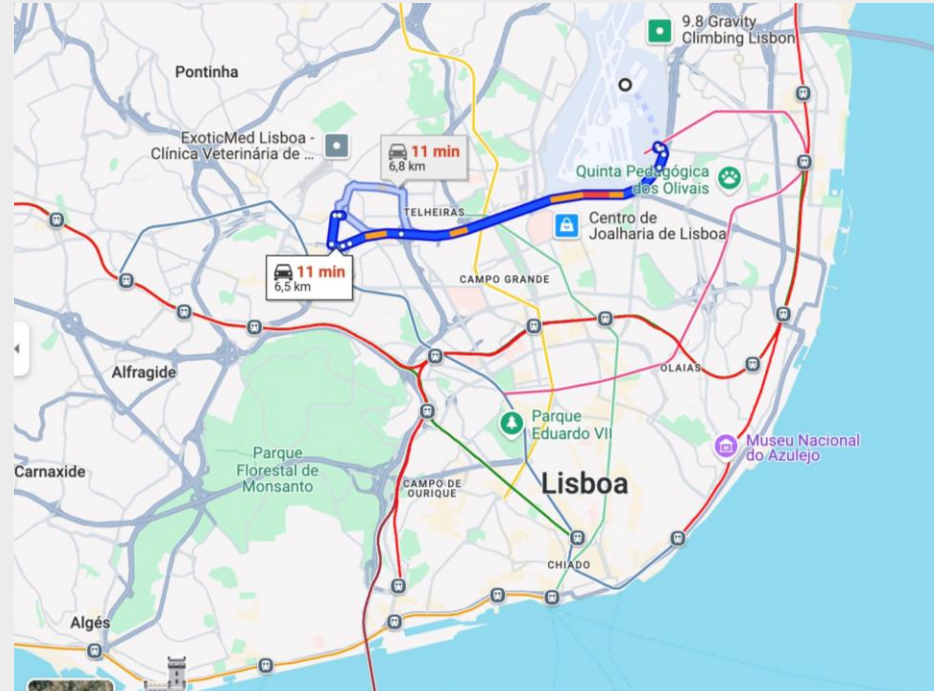 9.8 Gravity
Climbing Lisbon
Pontinha
ExoticMed Lisboa -
Clínica Veterinária de ...
11 min
6,8 km
Quinta Pedagógica
dos Olivais
TELHEIRAS
Centro de
Joalharia de Lisboa
11 min
6,5 km
CAMPO GRANDE
Alfragide
OLAIAS
Parque
Eduardo VII
Museu Nacional
do Azulejo
Carnaxide
Parque
Florestal de
Monsanto
CAMPO DE
OURIQUE
Lisboa
CHIADO
Algés